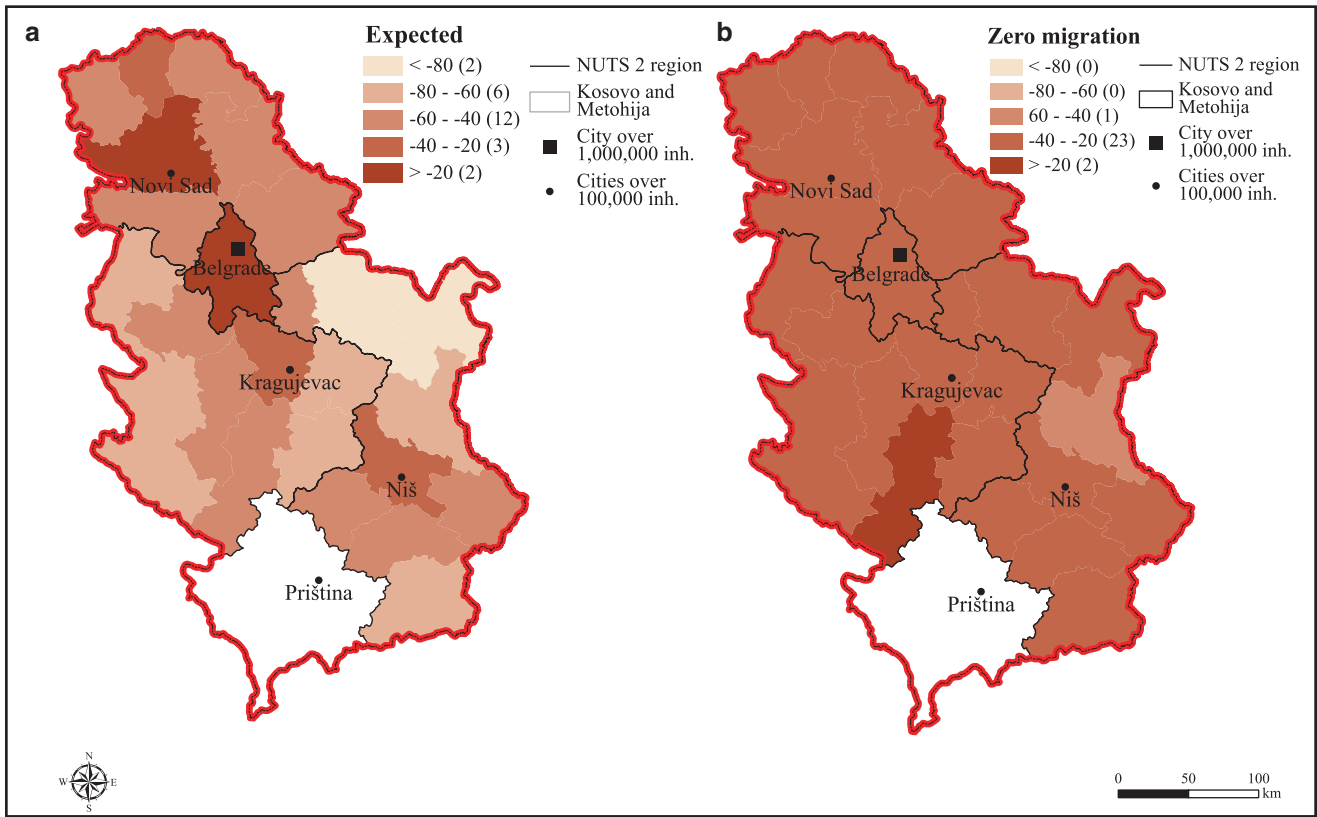 a
Expected
< -80 (2)
-80 - -60 (6)
-60 - -40 (12)
-40 - -20 (3)
> -20 (2)
NUTS 2 region
Kosovo and
Metohija
City over
1,000,000 inh.
Cities over
100,000 inh.
Novi Sad
Belgrade
Kragujevac
Niš
Priština
N
W
E
S
b
Zero migration
< -80 (0)
-80 - -60 (0)
60 - -40 (1)
-40 - -20 (23)
> -20 (2)
NUTS 2 region
Kosovo and
Metohija
City over
1,000,000 inh.
Cities over
100,000 inh.
Novi Sad
Belgrade
Kragujevac
Niš
Priština
0 50 100
km